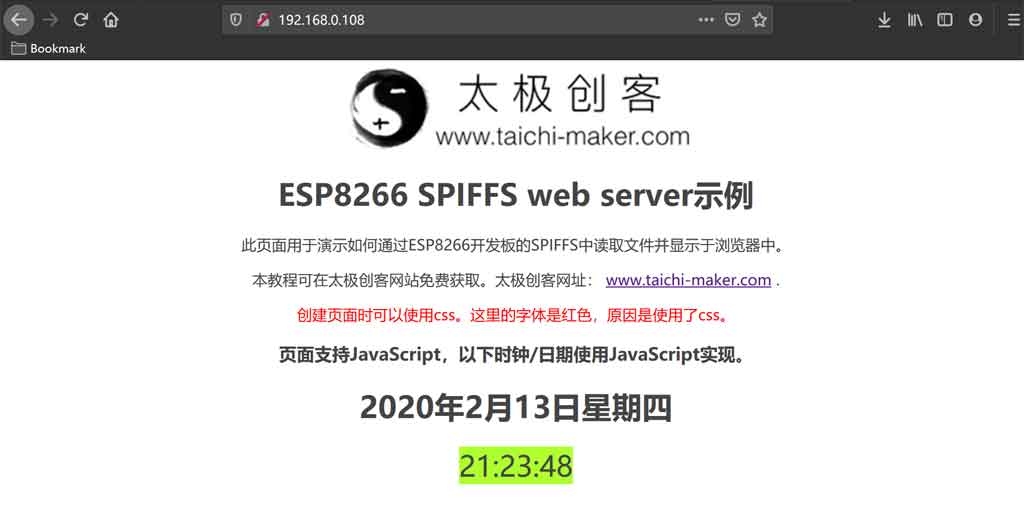 192.168.0.108
Bookmark
太极创客
www.taichi-maker.com
ESP8266 SPIFFS web server示例
此页面用于演示如何通过ESP8266开发板的SPIFFS中读取文件并显示于浏览器中。
本教程可在太极创客网站免费获取。太极创客网址： www.taichi-maker.com .
创建页面时可以使用css。这里的字体是红色，原因是使用了css。
页面支持JavaScript，以下时钟/日期使用JavaScript实现。
2020年2月13日星期四
21:23:48